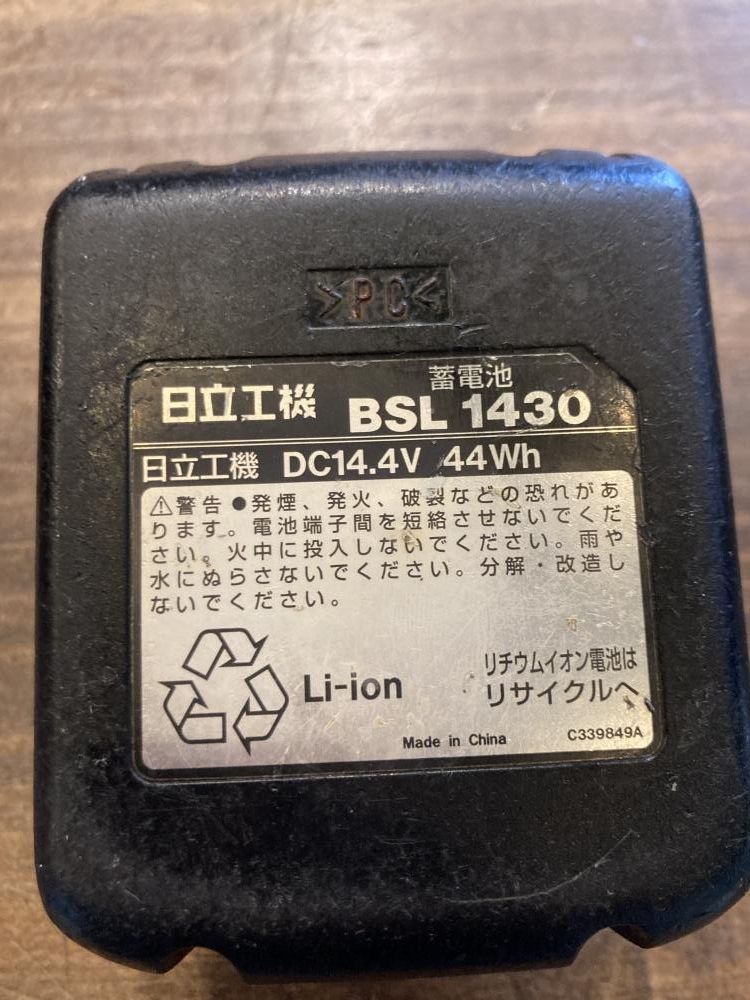 >PC<
蓄電池
日立工機 BSL 1430
日立工機 DC14.4V 44Wh
⚠警告 ●発煙、発火、破裂などの恐れがあ
ります。電池端子間を短絡させないでくだ
さい。火中に投入しないでください。雨や
水にぬらさないでください。分解・改造し
ないでください。
Li-ion
リチウムイオン電池は
リサイクルへ
Made in China
C339849A